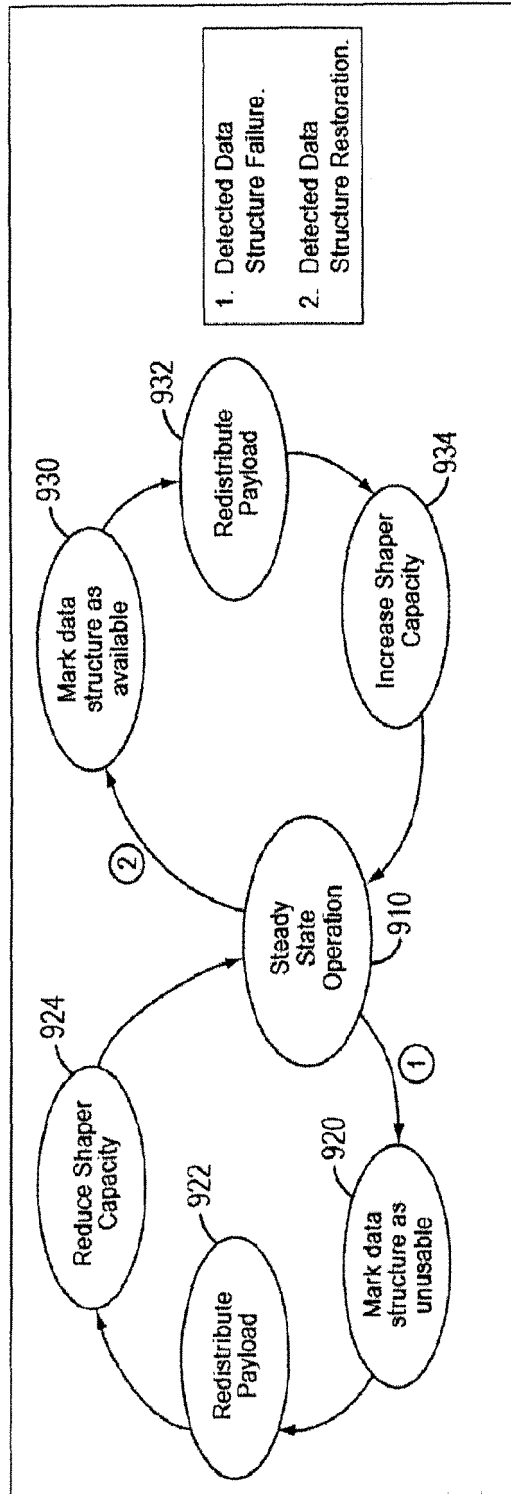 924
Reduce Shaper
Capacity
922
Redistribute
Payload
920
Mark data
structure as
unusable
1
Steady
State
Operation
910
2
930
Mark data
structure as
available
932
Redistribute
Payload
934
Increase Shaper
Capacity
1. Detected Data
Structure Failure.
2. Detected Data
Structure Restoration.